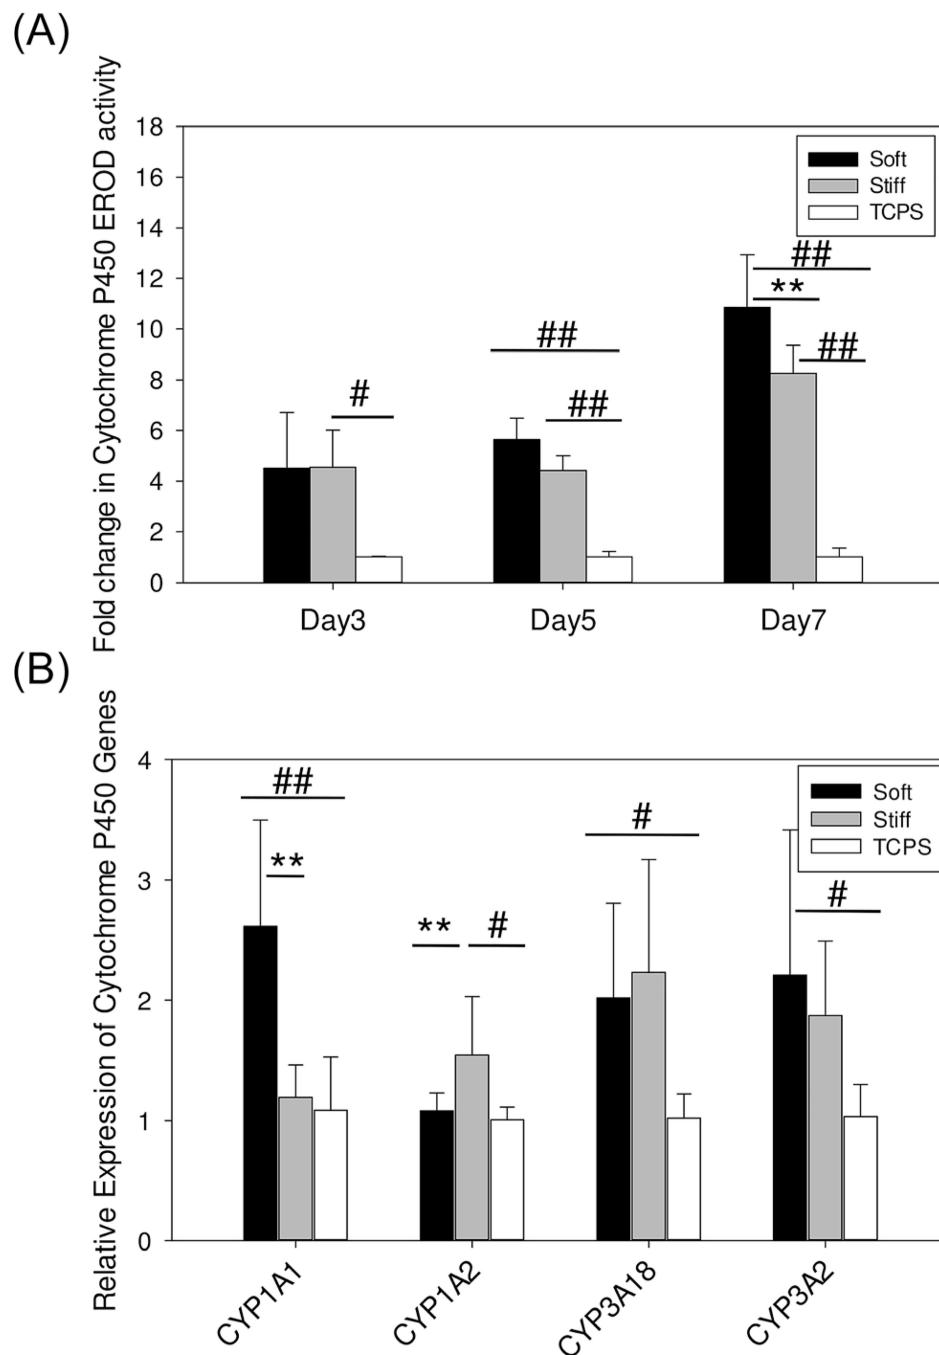 (A)
Fold change in Cytochrome P450 EROD activity
18
16
14
12
10
8
6
4
2
0
Soft
Stiff
TCPS
##
**
##
##
##
#
Day3
Day5
Day7
(B)
Relative Expression of Cytochrome P450 Genes
4
3
2
1
0
Soft
Stiff
TCPS
##
**
**
#
#
#
CYP1A1
CYP1A2
CYP3A18
CYP3A2